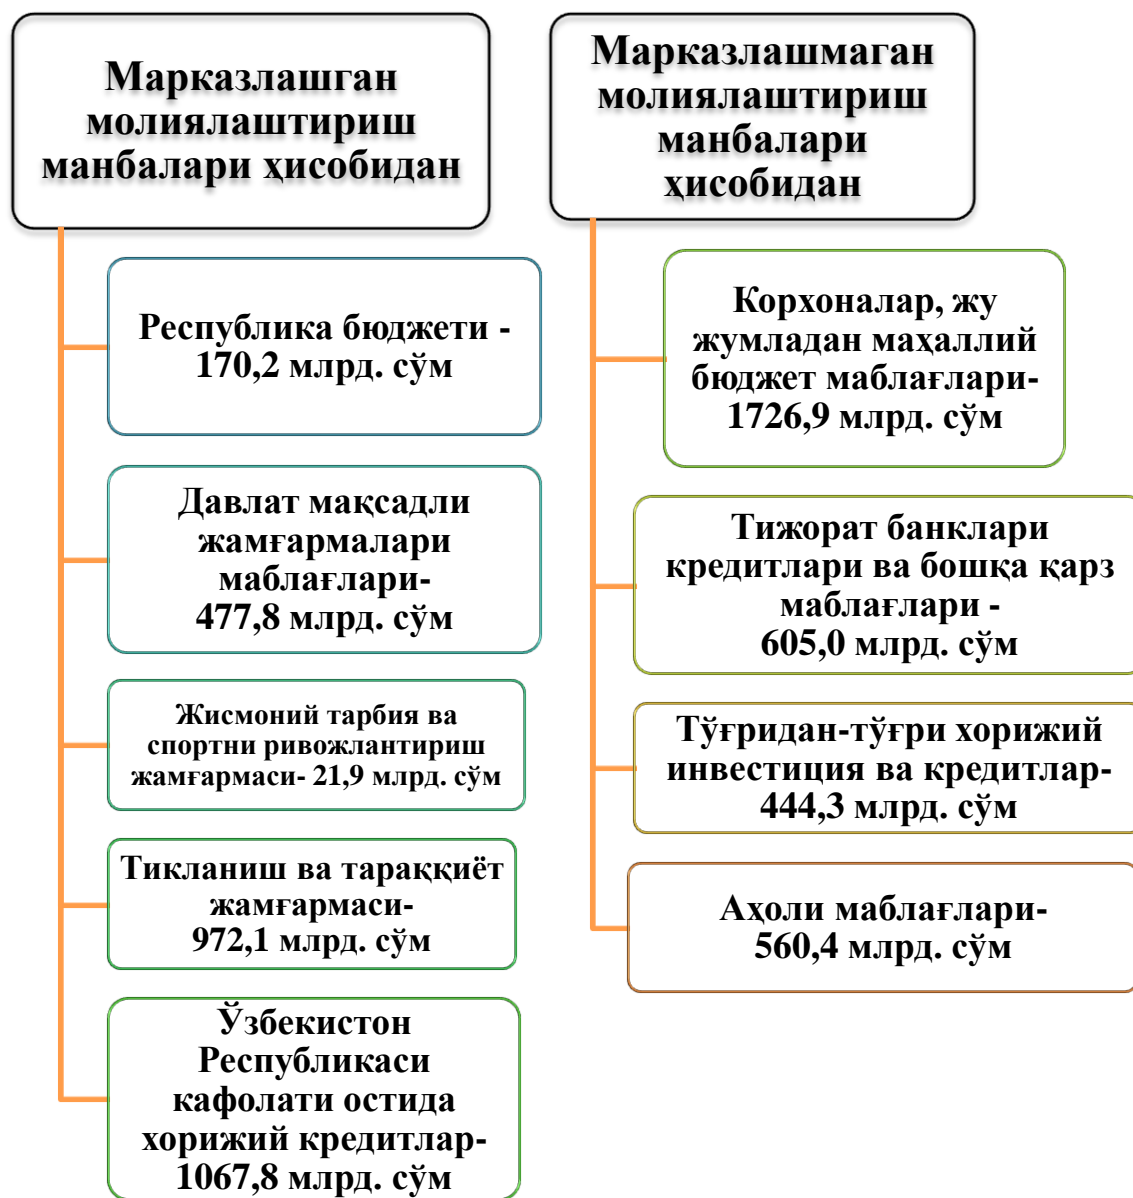 Марказлашган
молиялаштириш
манбалари ҳисобидан
Республика бюджети -
170,2 млрд. сўм
Давлат мақсадли
жамғармалари
маблағлари-
477,8 млрд. сўм
Жисмоний тарбия ва
спортни ривожлантириш
жамғармаси- 21,9 млрд. сўм
Тикланиш ва тараққиёт
жамғармаси-
972,1 млрд. сўм
Ўзбекистон
Республикаси
кафолати остида
хорижий кредитлар-
1067,8 млрд. сўм
Марказлашмаган
молиялаштириш
манбалари
ҳисобидан
Корхоналар, жу
жумладан маҳаллий
бюджет маблағлари-
1726,9 млрд. сўм
Тижорат банклари
кредитлари ва бошқа қарз
маблағлари -
605,0 млрд. сўм
Тўғридан-тўғри хорижий
инвестиция ва кредитлар-
444,3 млрд. сўм
Аҳоли маблағлари-
560,4 млрд. сўм